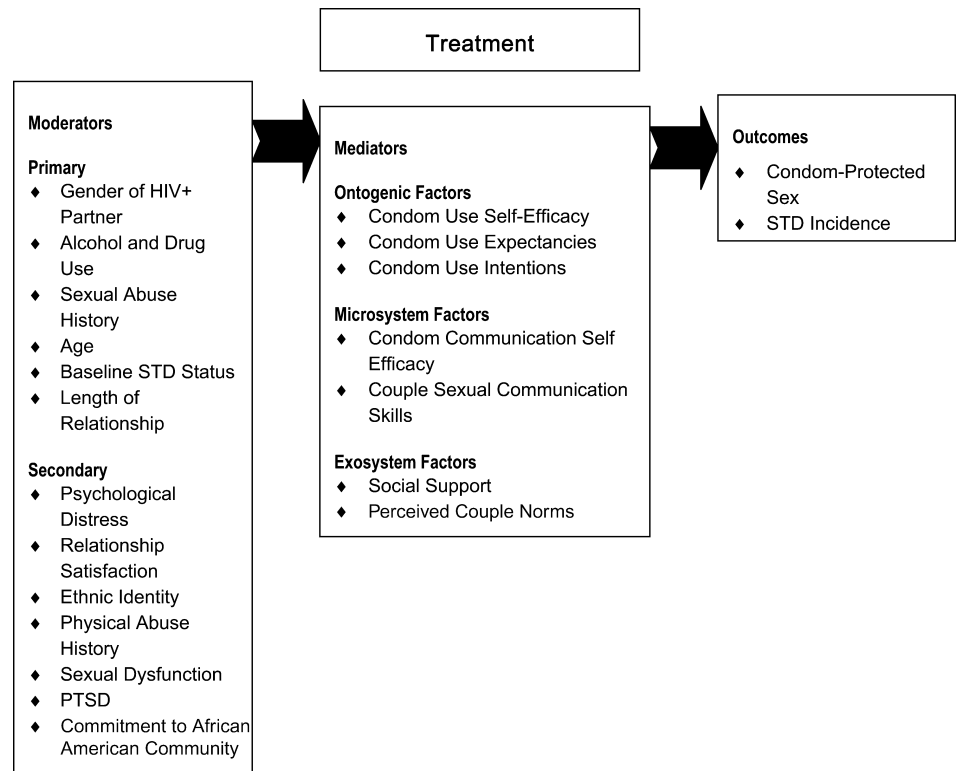 Treatment
Moderators
Primary
♦ Gender of HIV+
Partner
♦ Alcohol and Drug
Use
♦ Sexual Abuse
History
♦ Age
♦ Baseline STD Status
♦ Length of
Relationship
Secondary
♦ Psychological
Distress
♦ Relationship
Satisfaction
♦ Ethnic Identity
♦ Physical Abuse
History
♦ Sexual Dysfunction
♦ PTSD
♦ Commitment to African
American Community
Mediators
Ontogenic Factors
♦ Condom Use Self-Efficacy
♦ Condom Use Expectancies
♦ Condom Use Intentions
Microsystem Factors
♦ Condom Communication Self
Efficacy
♦ Couple Sexual Communication
Skills
Exosystem Factors
♦ Social Support
♦ Perceived Couple Norms
Outcomes
♦ Condom-Protected
Sex
♦ STD Incidence